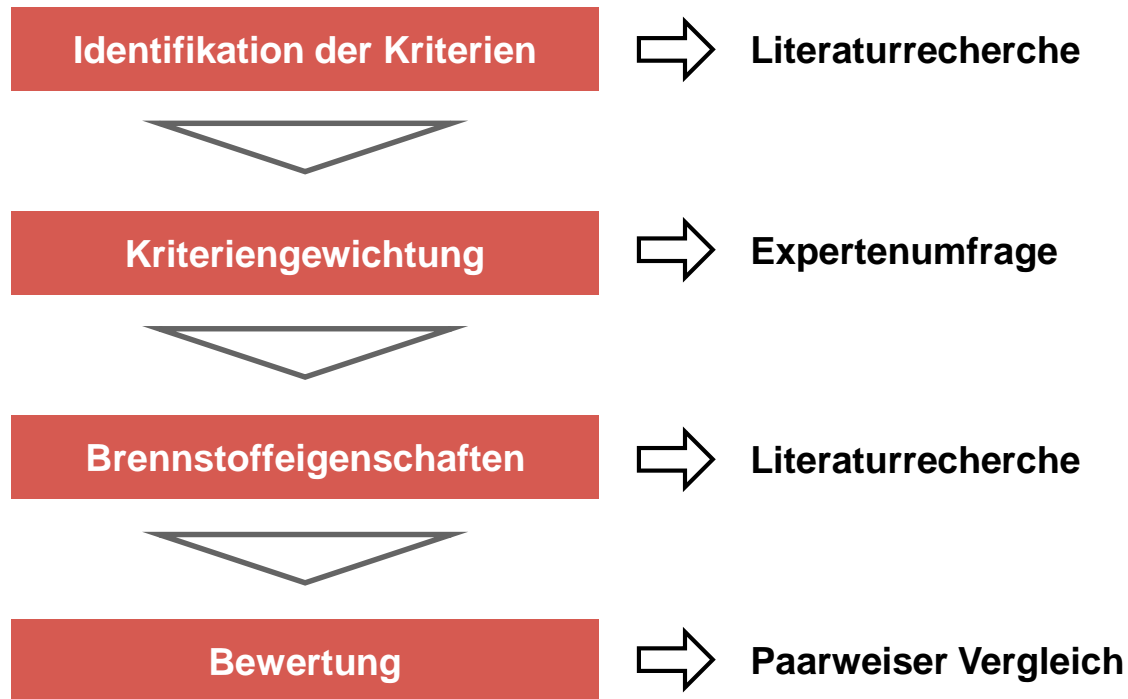 Identifikation der Kriterien
Literaturrecherche
Kriteriengewichtung
Expertenumfrage
Brennstoffeigenschaften
Literaturrecherche
Bewertung
Paarweiser Vergleich